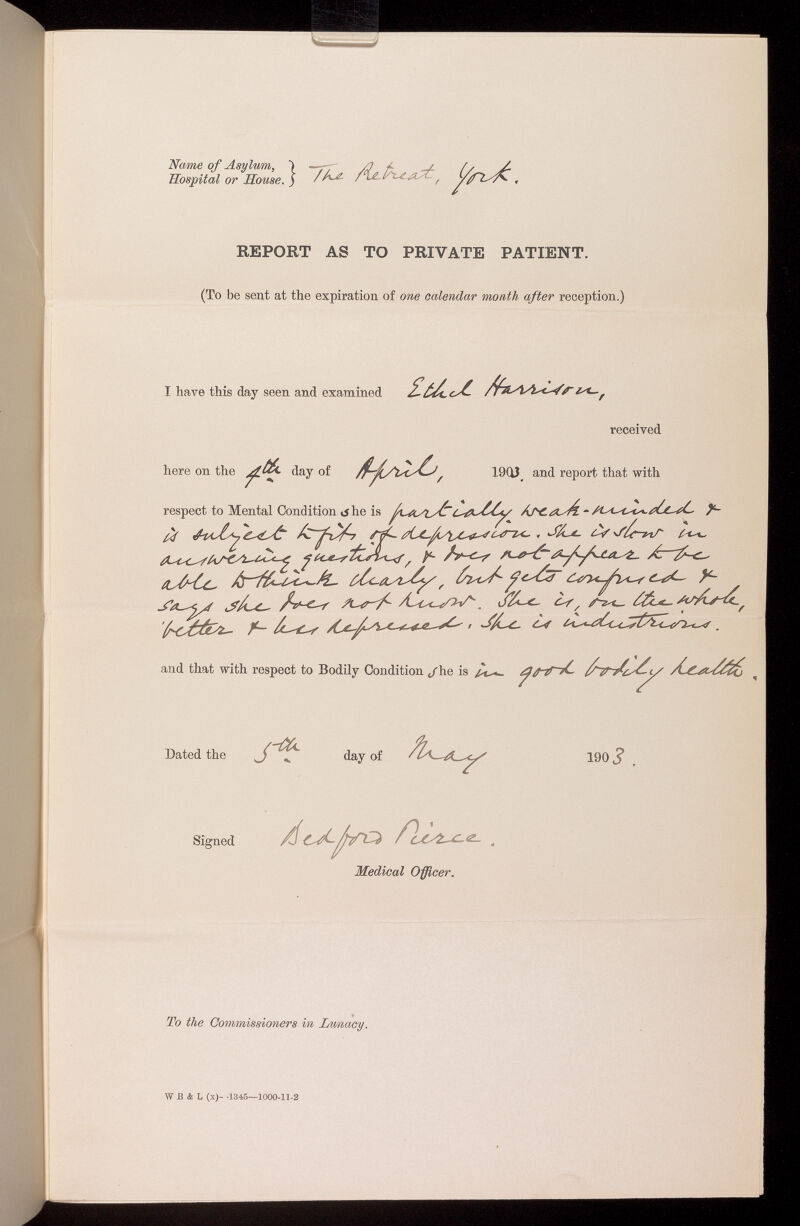 Name of Asylum, Hospital or House. } The Retreat, York.
REPORT AS TO PRIVATE PATIENT.
(To be sent at the expiration of one calendar month after reception.)
I have this day seen and examined Ethel Harrison,
received
here on the 4th day of April, 1903. and report that with
respect to Mental Condition she is partially weak-minded &
is subject to fits of depression. She is slow in
answering questions, & does not appear to be
able to think clearly, but gets confused &
says she does not know. She is, on the whole,
better & less depressed. She is industrious.
and that with respect to Bodily Condition she is in good bodily health.
Dated the 5th day of May 1903.
Signed Bedford Pierce.
Medical Officer.
To the Commissioners in Lunacy.
W B & L (x)- -1345—1000-11-2